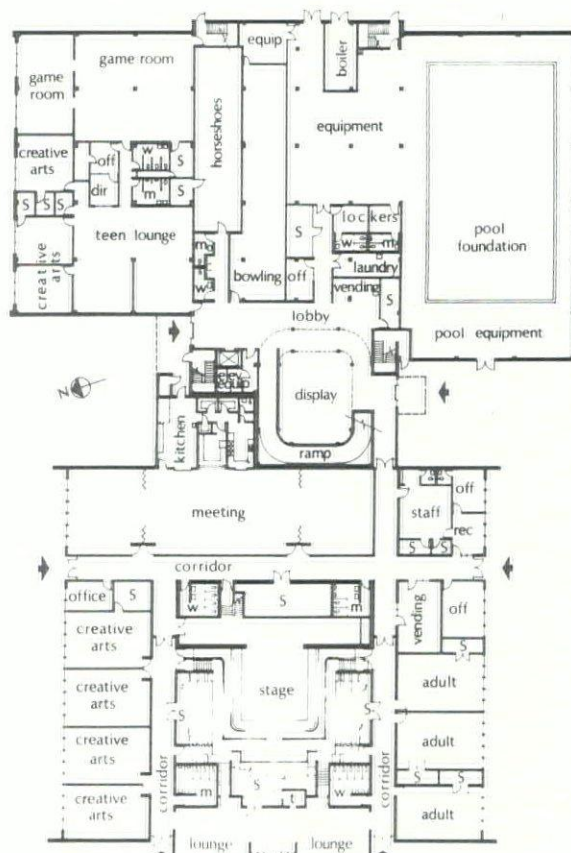 game room
equip
boiler
game
room
horseshoes
equipment
creative
arts
off
w
S
dir
m
S
S
S
S
lockers
pool
foundation
teen lounge
S
w
m
m
laundry
creative
arts
w
bowling
off
vending
S
lobby
pool equipment
elev
equip
N
display
kitchen
ramp
meeting
staff
off
rec
S
S
corridor
office
S
w
S
m
vending
off
creative
arts
S
stage
adult
creative
arts
S
S
creative
arts
adult
corridor
corridor
S
S
S
m
w
t
creative
arts
adult
lounge
lounge